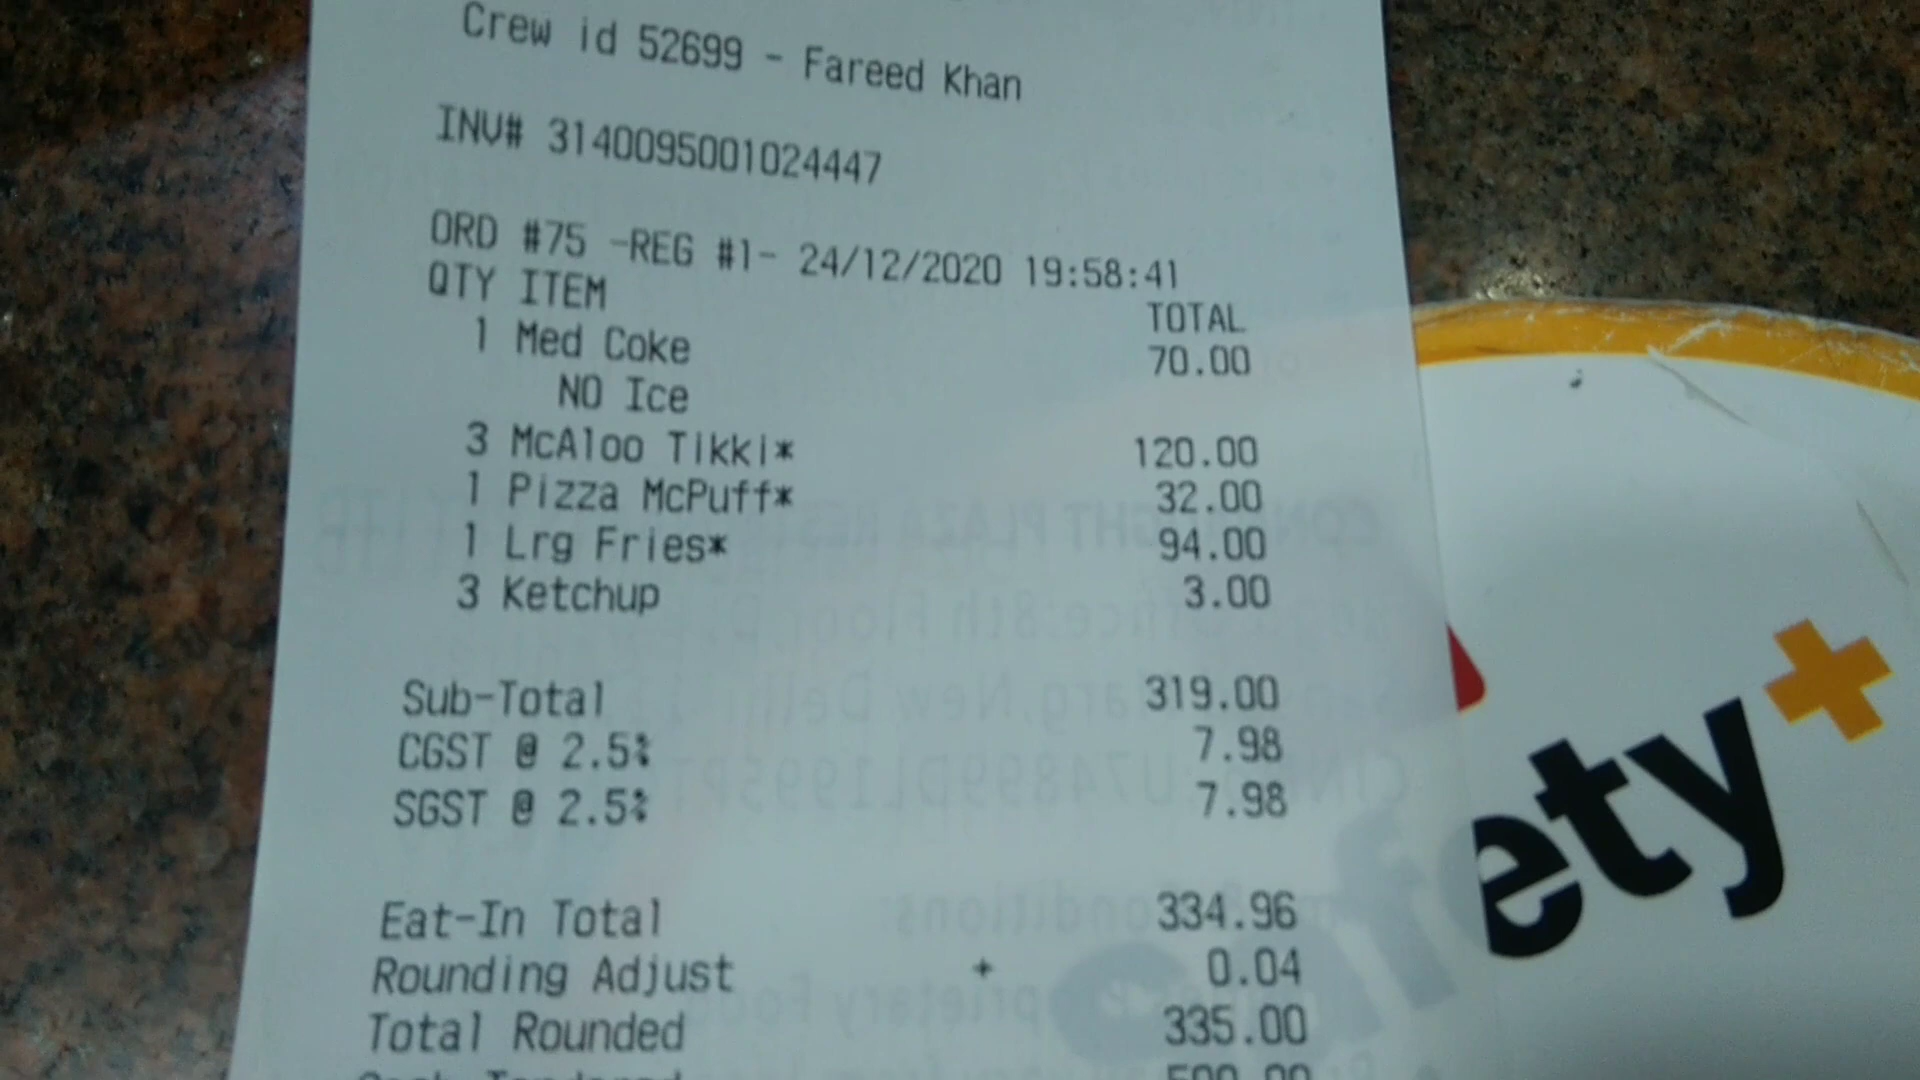 Crew id 52699 - Fareed Khan
INV# 3140095001024447
ORD #75 -REG #1- 24/12/2020 19:58:41
QTY ITEM TOTAL
1 Med Coke 70.00
NO Ice
3 McAloo Tikki* 120.00
1 Pizza McPuff* 32.00
1 Lrg Fries* 94.00
3 Ketchup 3.00
Sub-Total 319.00
CGST @ 2.5% 7.98
SGST @ 2.5% 7.98
Eat-In Total 334.96
Rounding Adjust + 0.04
Total Rounded 335.00
safety+